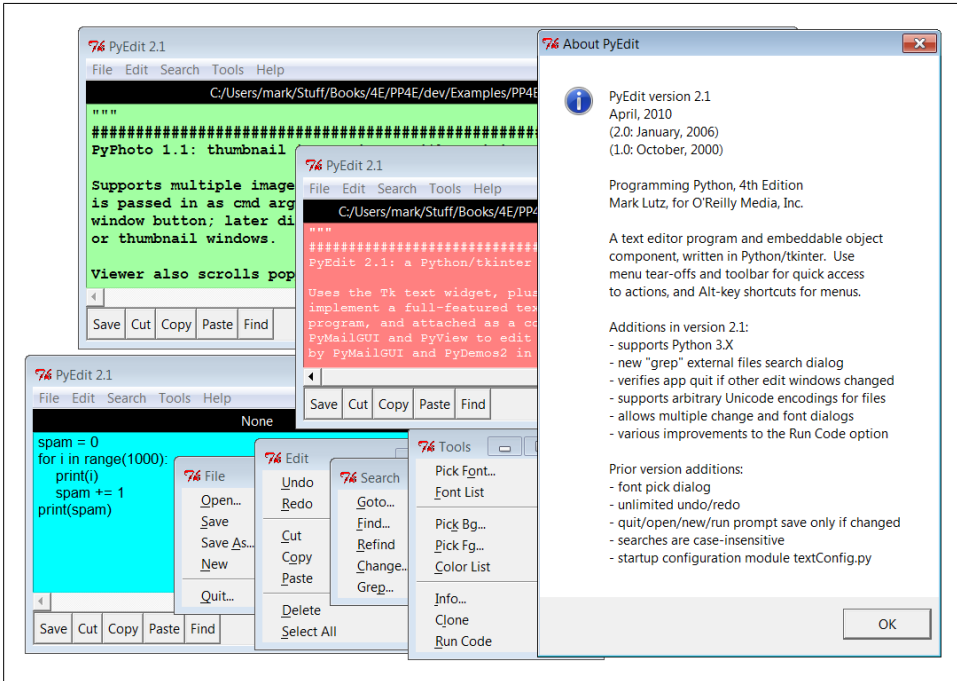 PyEdit 2.1
File Edit Search Tools Help
C:/Users/mark/Stuff/Books/4E/PP4E/dev/Examples/PP4E
"""
PyPhoto 1.1: thumbnail
Supports multiple image
is passed in as cmd arg
window button; later di
or thumbnail windows.
Viewer also scrolls pop
Save Cut Copy Paste Find
PyEdit 2.1
File Edit Search Tools Help
C:/Users/mark/Stuff/Books/4E/PP4
"""
PyEdit 2.1: a Python/tkinter
Uses the Tk text widget, plus
implement a full-featured tex
program, and attached as a co
PyMailGUI and PyView to edit
by PyMailGUI and PyDemos2 in
Save Cut Copy Paste Find
PyEdit 2.1
File Edit Search Tools Help
None
spam = 0
for i in range(1000):
print(i)
spam += 1
print(spam)
Save Cut Copy Paste Find
File
Open...
Save
Save As...
New
Quit...
Edit
Undo
Redo
Cut
Copy
Paste
Delete
Select All
Search
Goto...
Find...
Refind
Change..
Grep...
Tools
Pick Font...
Font List
Pick Bg...
Pick Fg...
Color List
Info...
Clone
Run Code
About PyEdit
PyEdit version 2.1
April, 2010
(2.0: January, 2006)
(1.0: October, 2000)
Programming Python, 4th Edition
Mark Lutz, for O'Reilly Media, Inc.
A text editor program and embeddable object
component, written in Python/tkinter. Use
menu tear-offs and toolbar for quick access
to actions, and Alt-key shortcuts for menus.
Additions in version 2.1:
- supports Python 3.X
- new "grep" external files search dialog
- verifies app quit if other edit windows changed
- supports arbitrary Unicode encodings for files
- allows multiple change and font dialogs
- various improvements to the Run Code option
Prior version additions:
- font pick dialog
- unlimited undo/redo
- quit/open/new/run prompt save only if changed
- searches are case-insensitive
- startup configuration module textConfig.py
OK